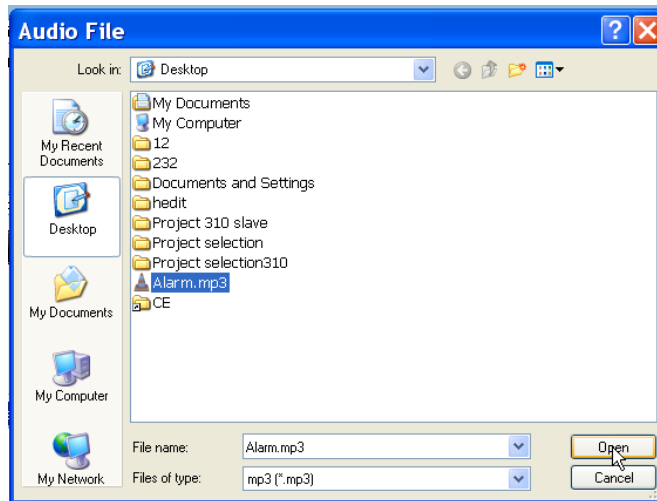 Audio File
Look in:
Desktop
My Recent
Documents
Desktop
My Documents
My Computer
My Network
My Documents
My Computer
12
232
Documents and Settings
hedit
Project 310 slave
Project selection
Project selection310
Alarm.mp3
CE
File name:
Alarm.mp3
Open
Files of type:
mp3 (*.mp3)
Cancel